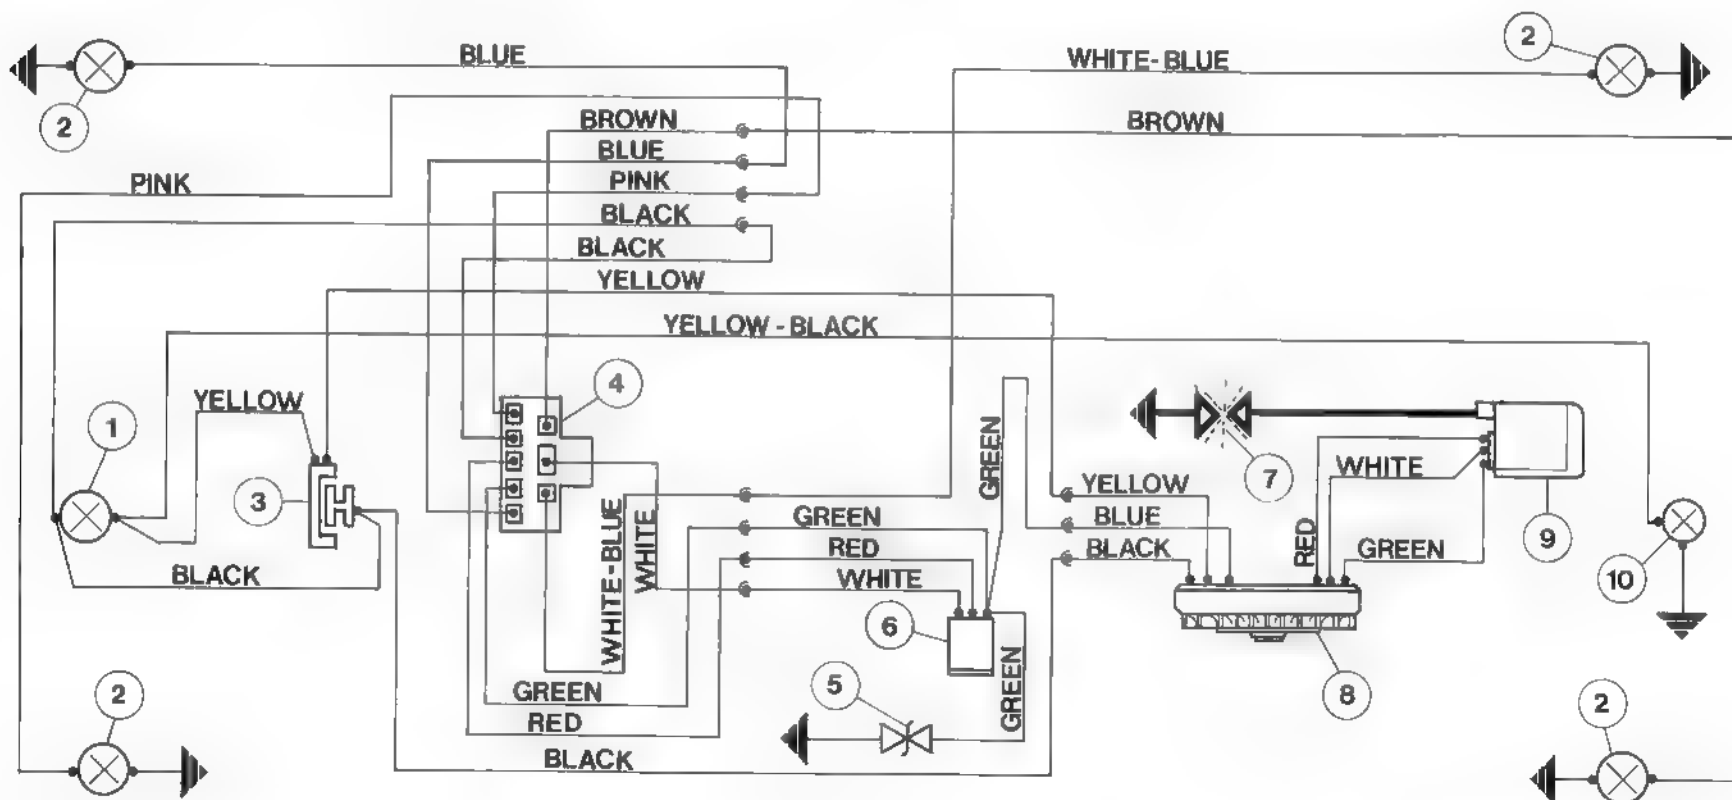 BLUE
WHITE-BLUE
2
2
BROWN
BROWN
BLUE
PINK
PINK
BLACK
BLACK
YELLOW
YELLOW - BLACK
4
YELLOW
1
GREEN
7
WHITE
3
YELLOW
9
WHITE-BLUE
WHITE
GREEN
BLUE
RED
RED
BLACK
GREEN
BLACK
WHITE
10
6
GREEN
GREEN
5
8
2
2
RED
BLACK